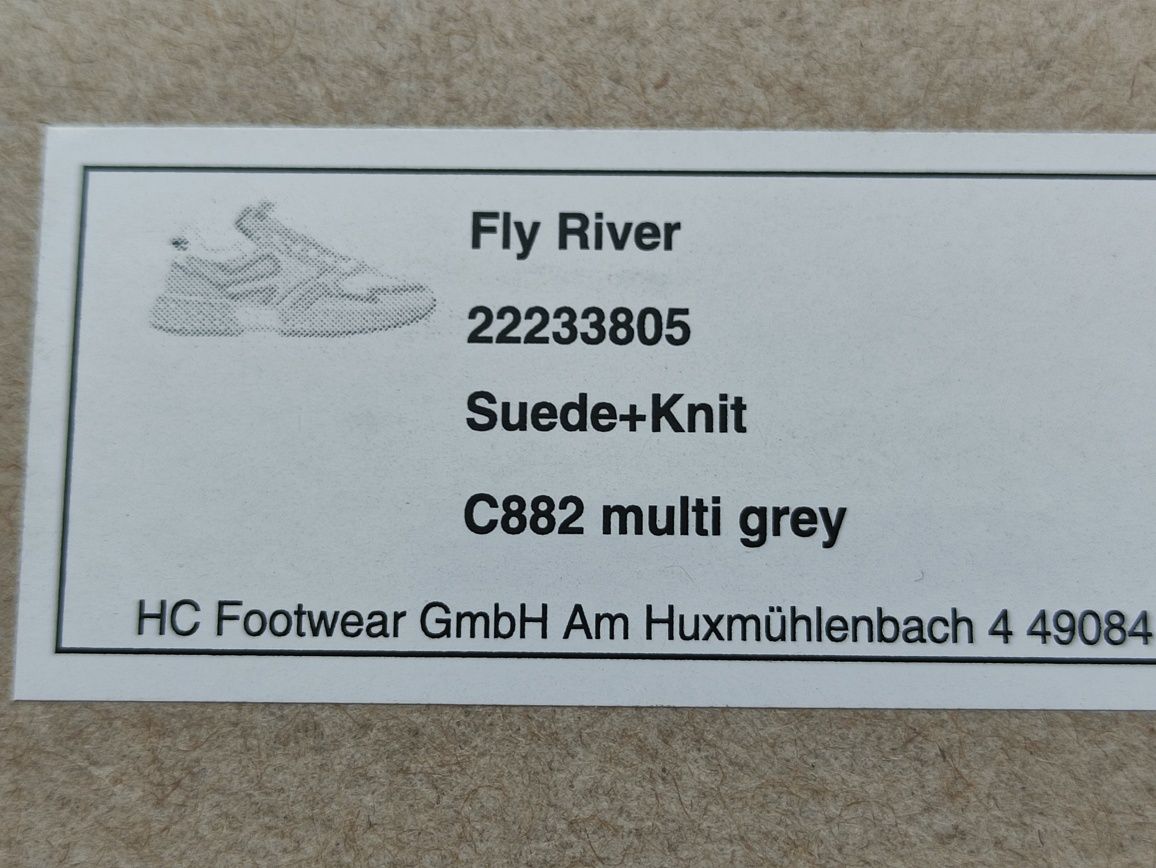 Fly River
22233805
Suede+Knit
C882 multi grey
HC Footwear GmbH Am Huxmühlenbach 4 49084